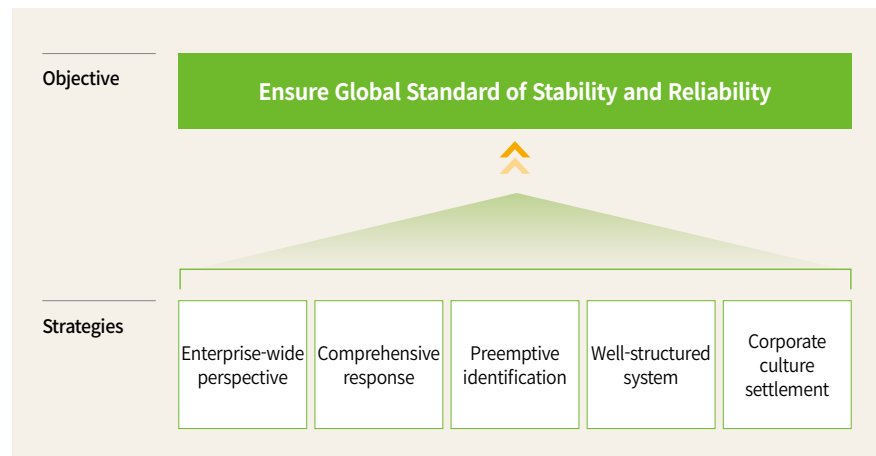 Objective
Ensure Global Standard of Stability and Reliability
Strategies
Enterprise-wide
perspective
Comprehensive
response
Preemptive
identification
Well-structured
system
Corporate
culture
settlement